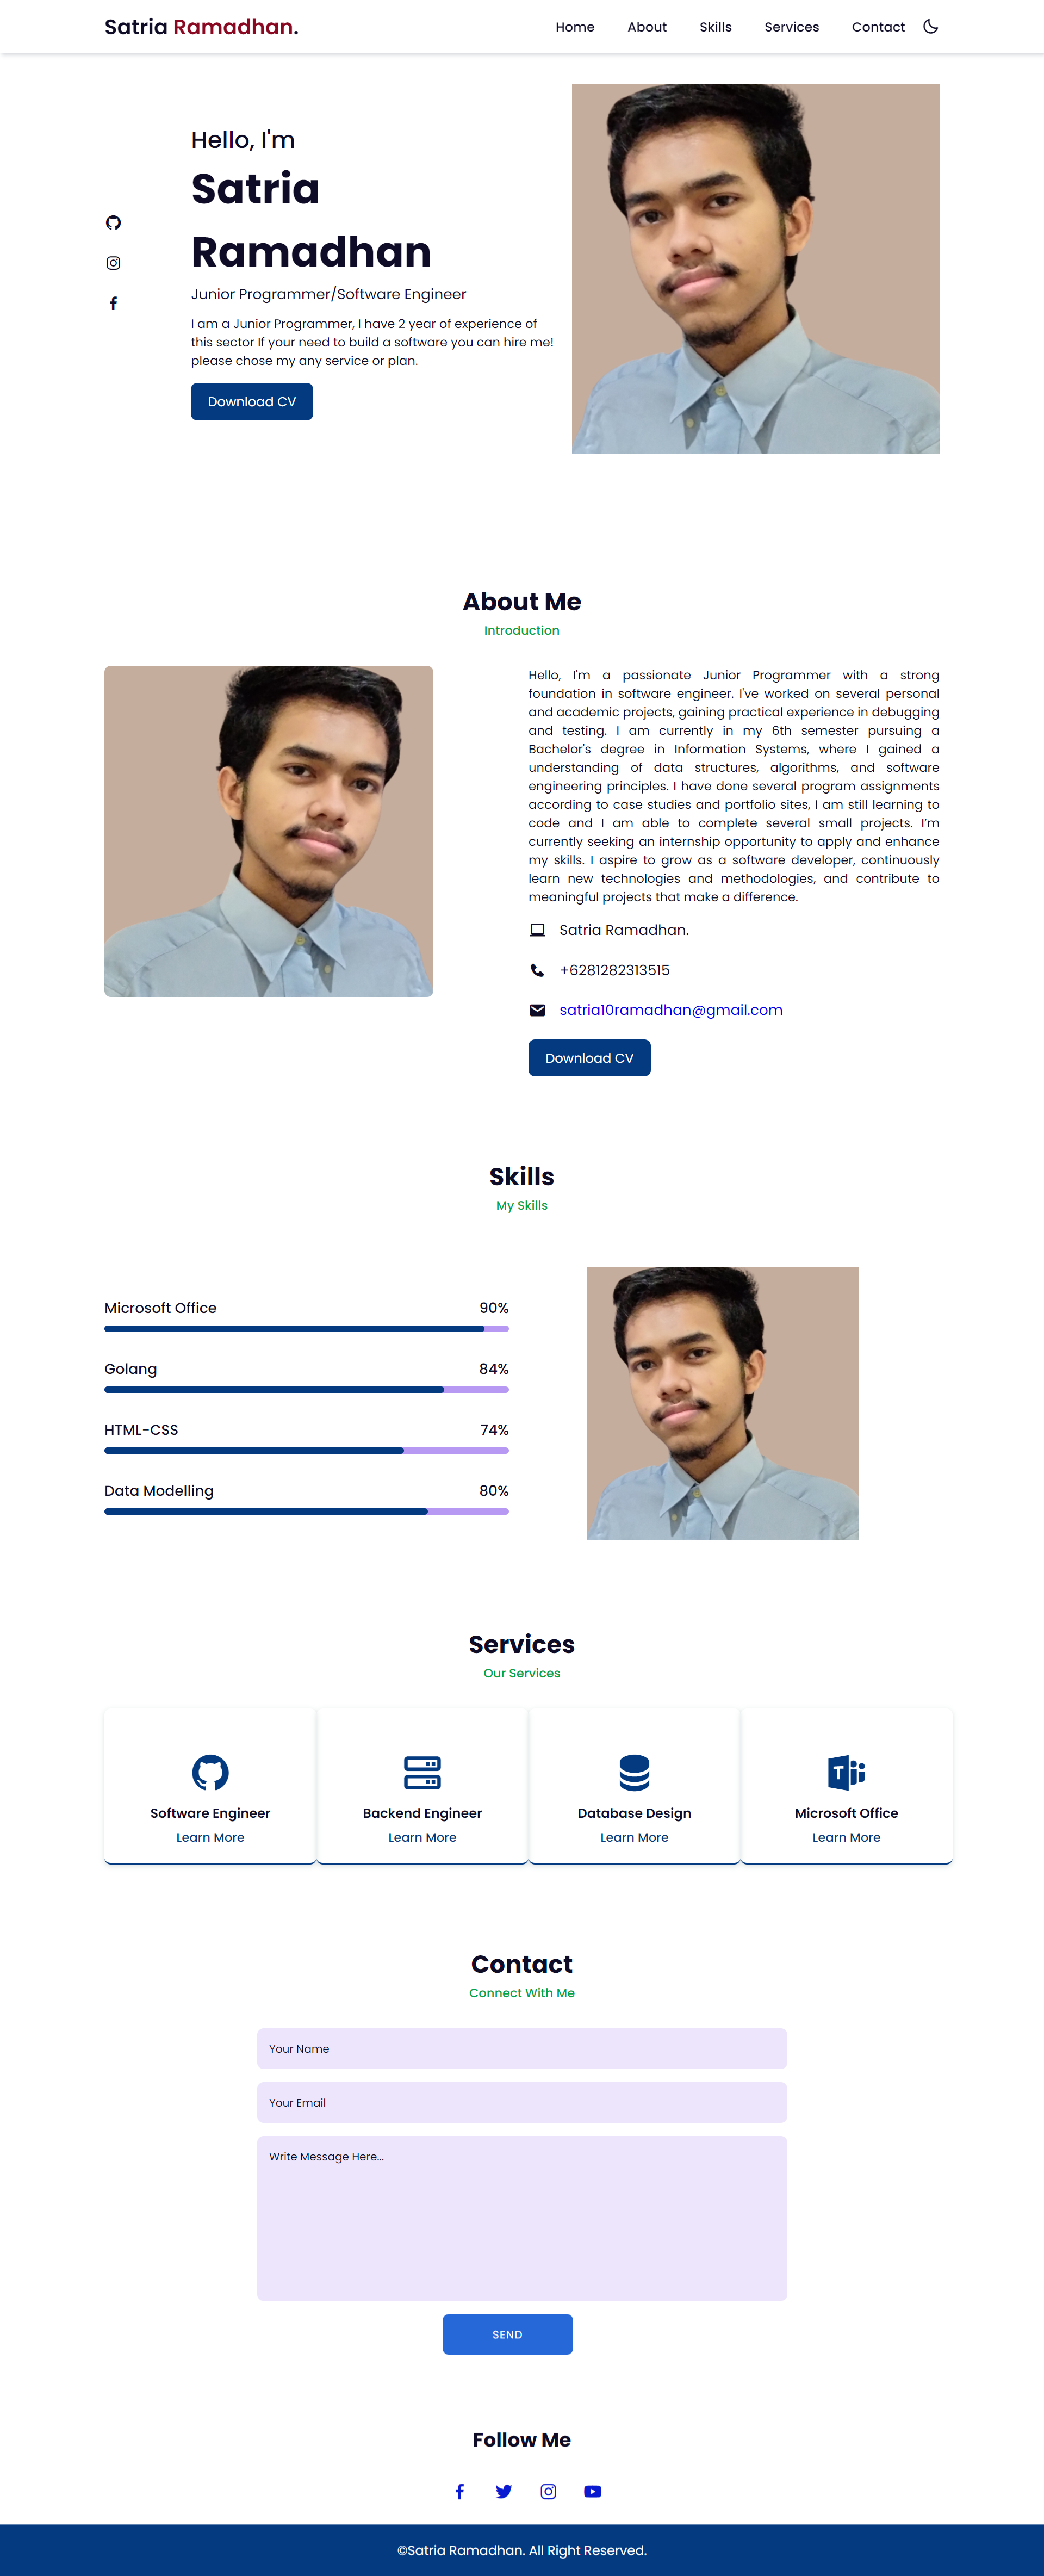 Satria Ramadhan.
Home
About
Skills
Services
Contact
Hello, I'm
Satria
Ramadhan
Junior Programmer/Software Engineer
I am a Junior Programmer, I have 2 year of experience of
this sector If your need to build a software you can hire me!
please chose my any service or plan.
Download CV
About Me
Introduction
Hello, I'm a passionate Junior Programmer with a strong
foundation in software engineer. I've worked on several personal
and academic projects, gaining practical experience in debugging
and testing. I am currently in my 6th semester pursuing a
Bachelor's degree in Information Systems, where I gained a
understanding of data structures, algorithms, and software
engineering principles. I have done several program assignments
according to case studies and portfolio sites, I am still learning to
code and I am able to complete several small projects. I'm
currently seeking an internship opportunity to apply and enhance
my skills. I aspire to grow as a software developer, continuously
learn new technologies and methodologies, and contribute to
meaningful projects that make a difference.
Satria Ramadhan.
+6281282313515
satria10ramadhan@gmail.com
Download CV
Skills
My Skills
Microsoft Office 90%
Golang 84%
HTML-CSS 74%
Data Modelling 80%
Services
Our Services
Software Engineer
Learn More
Backend Engineer
Learn More
Database Design
Learn More
Microsoft Office
Learn More
Contact
Connect With Me
Your Name
Your Email
Write Message Here...
SEND
Follow Me
©Satria Ramadhan. All Right Reserved.